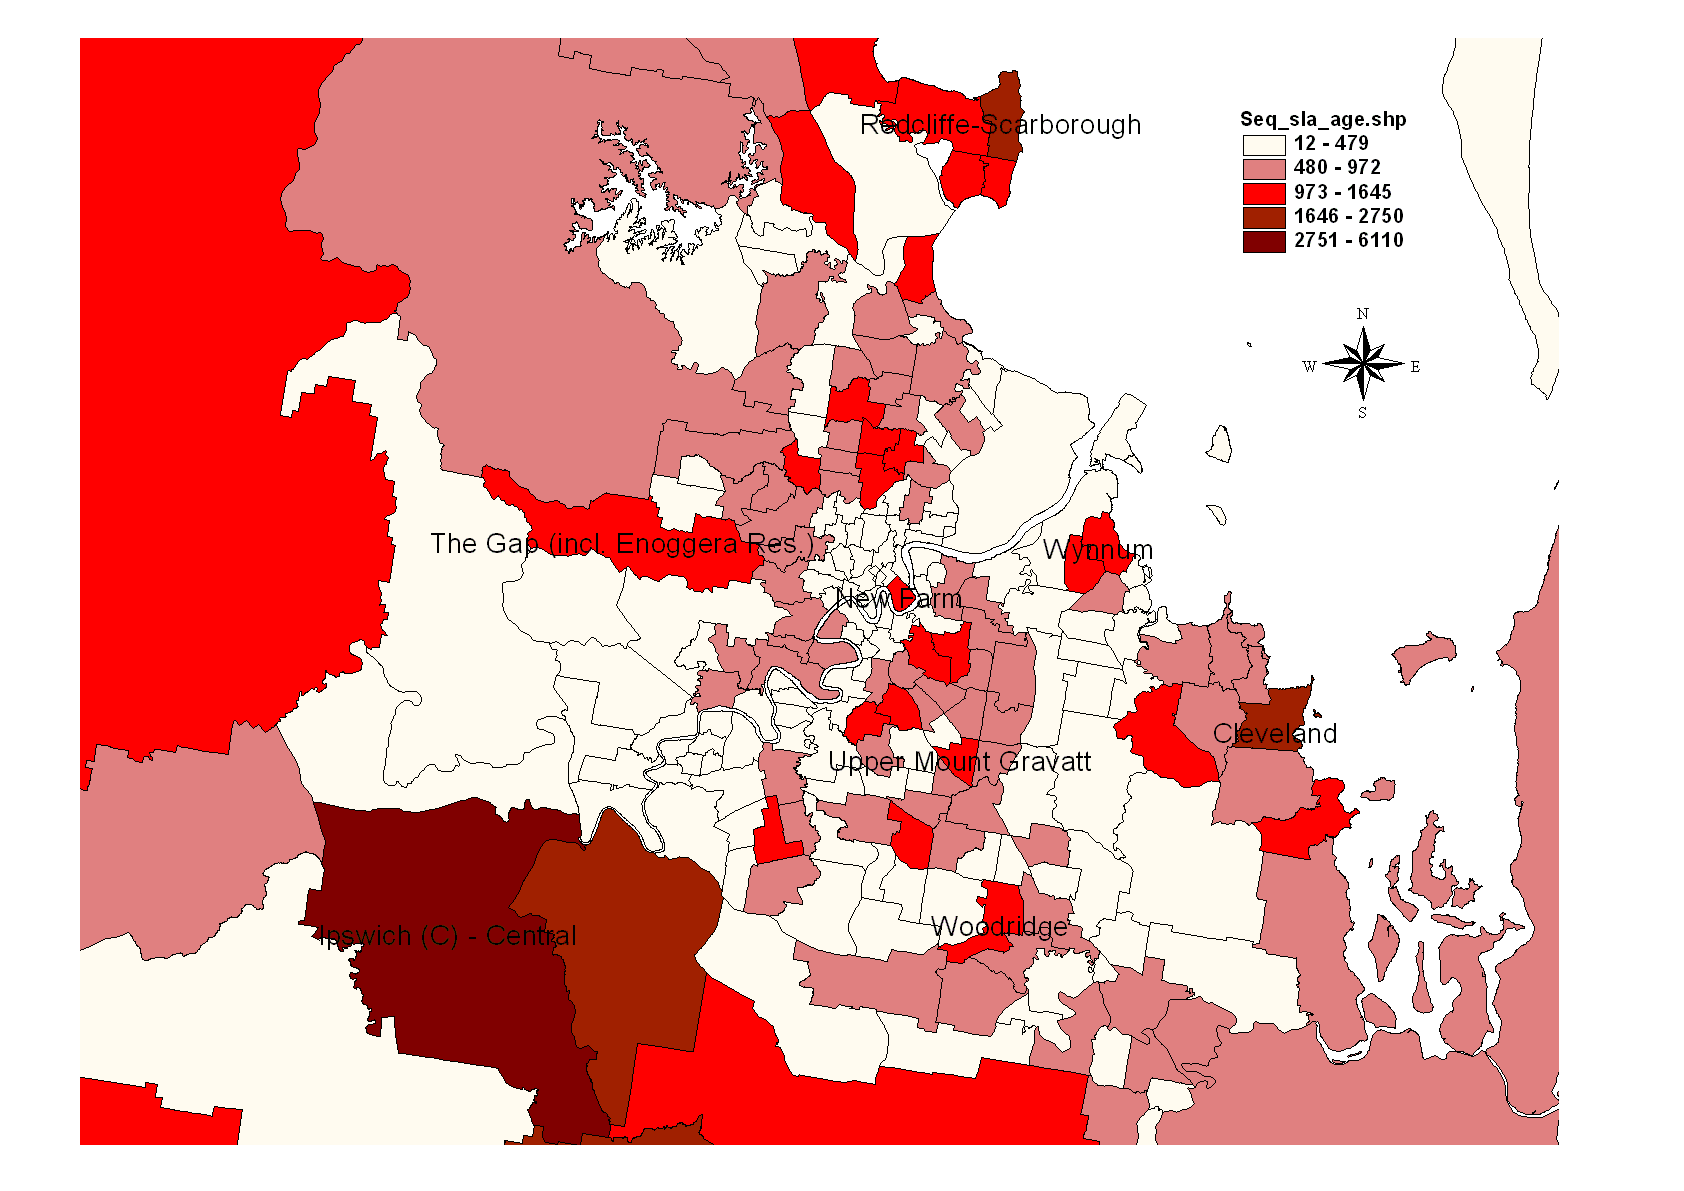 Seq_sla_age.shp
12 - 479
480 - 972
973 - 1645
1646 - 2750
2751 - 6110
Redcliffe-Scarborough
N
W E
S
The Gap (incl. Enoggera Res.)
Wynnum
New Farm
Cleveland
Upper Mount Gravatt
Woodridge
Ipswich (C) - Central